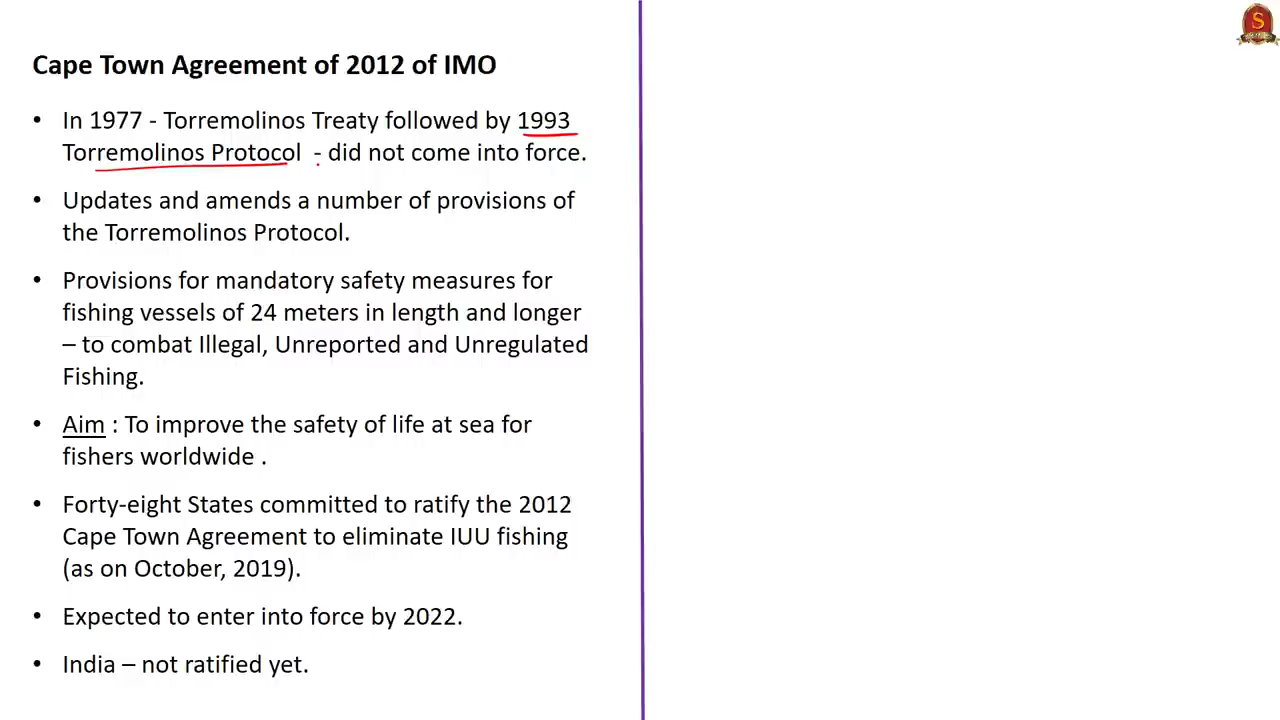 Cape Town Agreement of 2012 of IMO
• In 1977 - Torremolinos Treaty followed by 1993
Torremolinos Protocol - did not come into force.
• Updates and amends a number of provisions of
the Torremolinos Protocol.
• Provisions for mandatory safety measures for
fishing vessels of 24 meters in length and longer
– to combat Illegal, Unreported and Unregulated
Fishing.
• Aim : To improve the safety of life at sea for
fishers worldwide .
• Forty-eight States committed to ratify the 2012
Cape Town Agreement to eliminate IUU fishing
(as on October, 2019).
• Expected to enter into force by 2022.
• India – not ratified yet.
S